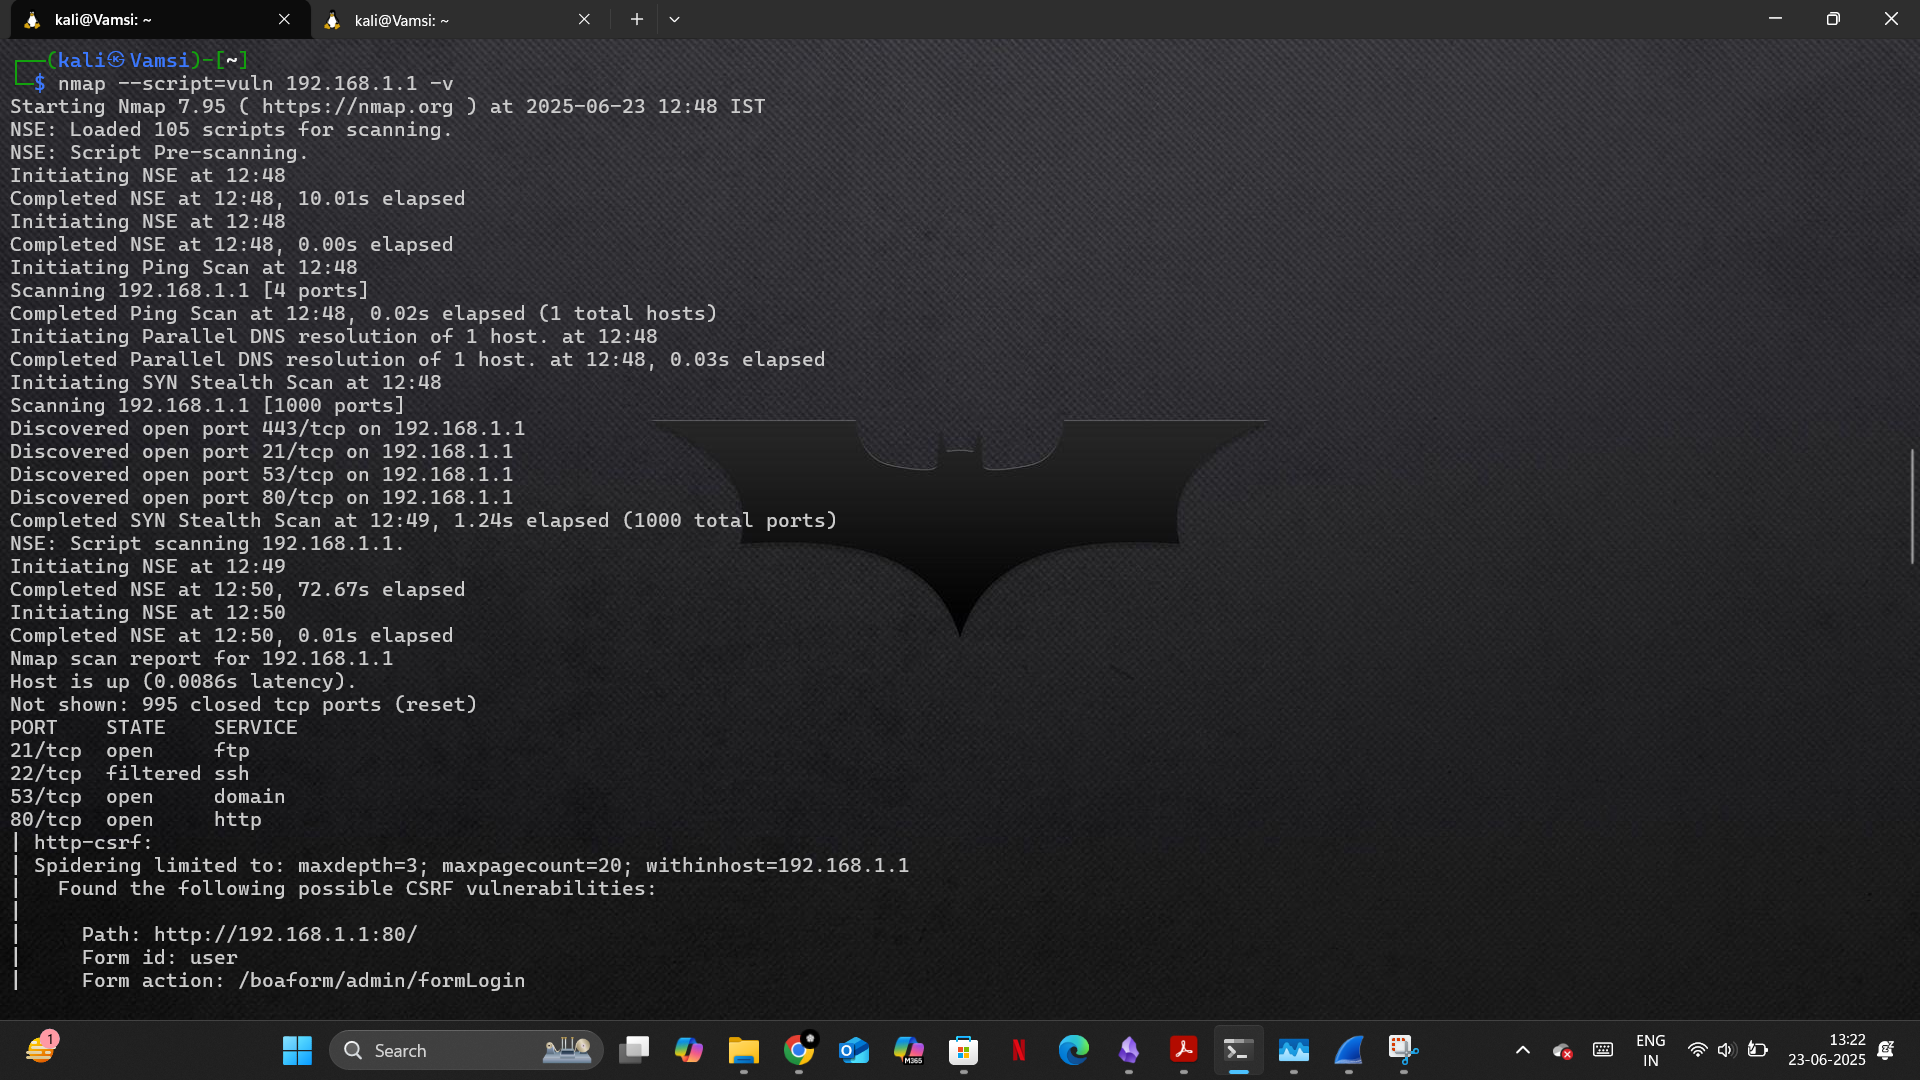 kali@Vamsi: ~
kali@Vamsi: ~
┌──(kali㉿Vamsi)-[~]
└─$ nmap --script=vuln 192.168.1.1 -v
Starting Nmap 7.95 ( https://nmap.org ) at 2025-06-23 12:48 IST
NSE: Loaded 105 scripts for scanning.
NSE: Script Pre-scanning.
Initiating NSE at 12:48
Completed NSE at 12:48, 10.01s elapsed
Initiating NSE at 12:48
Completed NSE at 12:48, 0.00s elapsed
Initiating Ping Scan at 12:48
Scanning 192.168.1.1 [4 ports]
Completed Ping Scan at 12:48, 0.02s elapsed (1 total hosts)
Initiating Parallel DNS resolution of 1 host. at 12:48
Completed Parallel DNS resolution of 1 host. at 12:48, 0.03s elapsed
Initiating SYN Stealth Scan at 12:48
Scanning 192.168.1.1 [1000 ports]
Discovered open port 443/tcp on 192.168.1.1
Discovered open port 21/tcp on 192.168.1.1
Discovered open port 53/tcp on 192.168.1.1
Discovered open port 80/tcp on 192.168.1.1
Completed SYN Stealth Scan at 12:49, 1.24s elapsed (1000 total ports)
NSE: Script scanning 192.168.1.1.
Initiating NSE at 12:49
Completed NSE at 12:50, 72.67s elapsed
Initiating NSE at 12:50
Completed NSE at 12:50, 0.01s elapsed
Nmap scan report for 192.168.1.1
Host is up (0.0086s latency).
Not shown: 995 closed tcp ports (reset)
PORT    STATE    SERVICE
21/tcp  open     ftp
22/tcp  filtered ssh
53/tcp  open     domain
80/tcp  open     http
| http-csrf:
| Spidering limited to: maxdepth=3; maxpagecount=20; withinhost=192.168.1.1
|   Found the following possible CSRF vulnerabilities:
|
|     Path: http://192.168.1.1:80/
|     Form id: user
|     Form action: /boaform/admin/formLogin
1
Search
M365
ENG
IN
13:22
23-06-2025